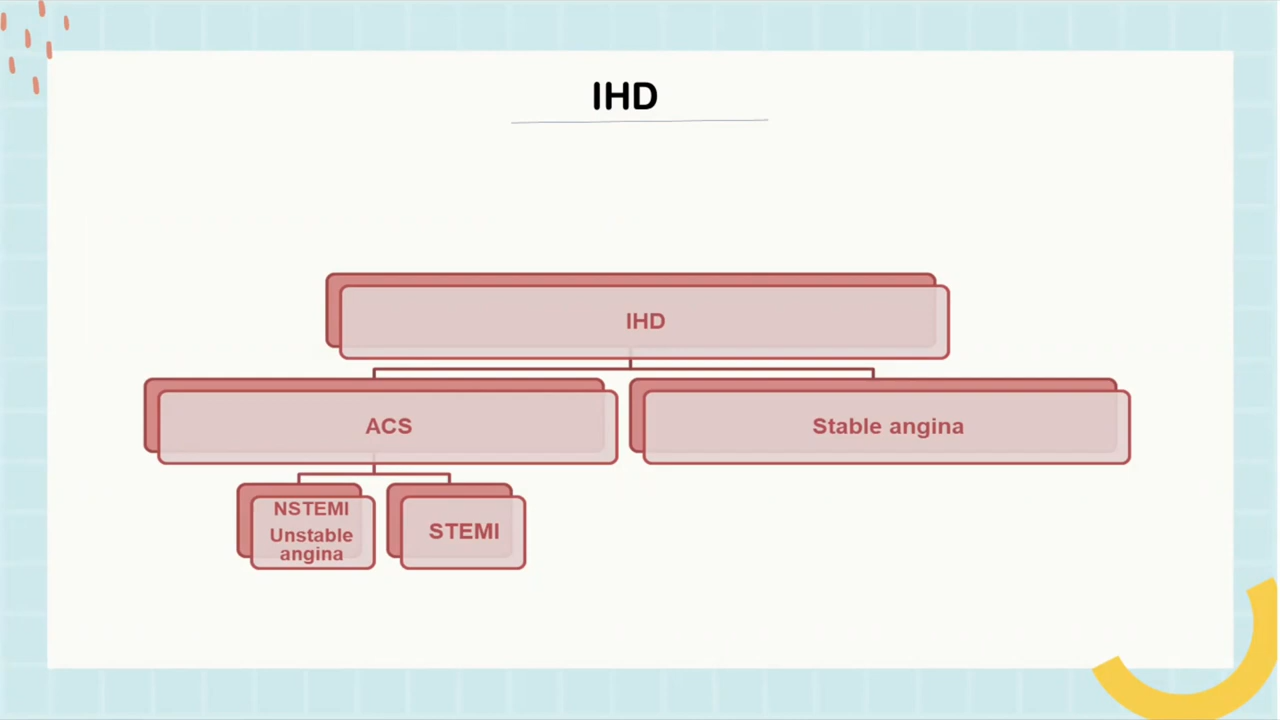 IHD
IHD
ACS
Stable angina
NSTEMI
Unstable
angina
STEMI